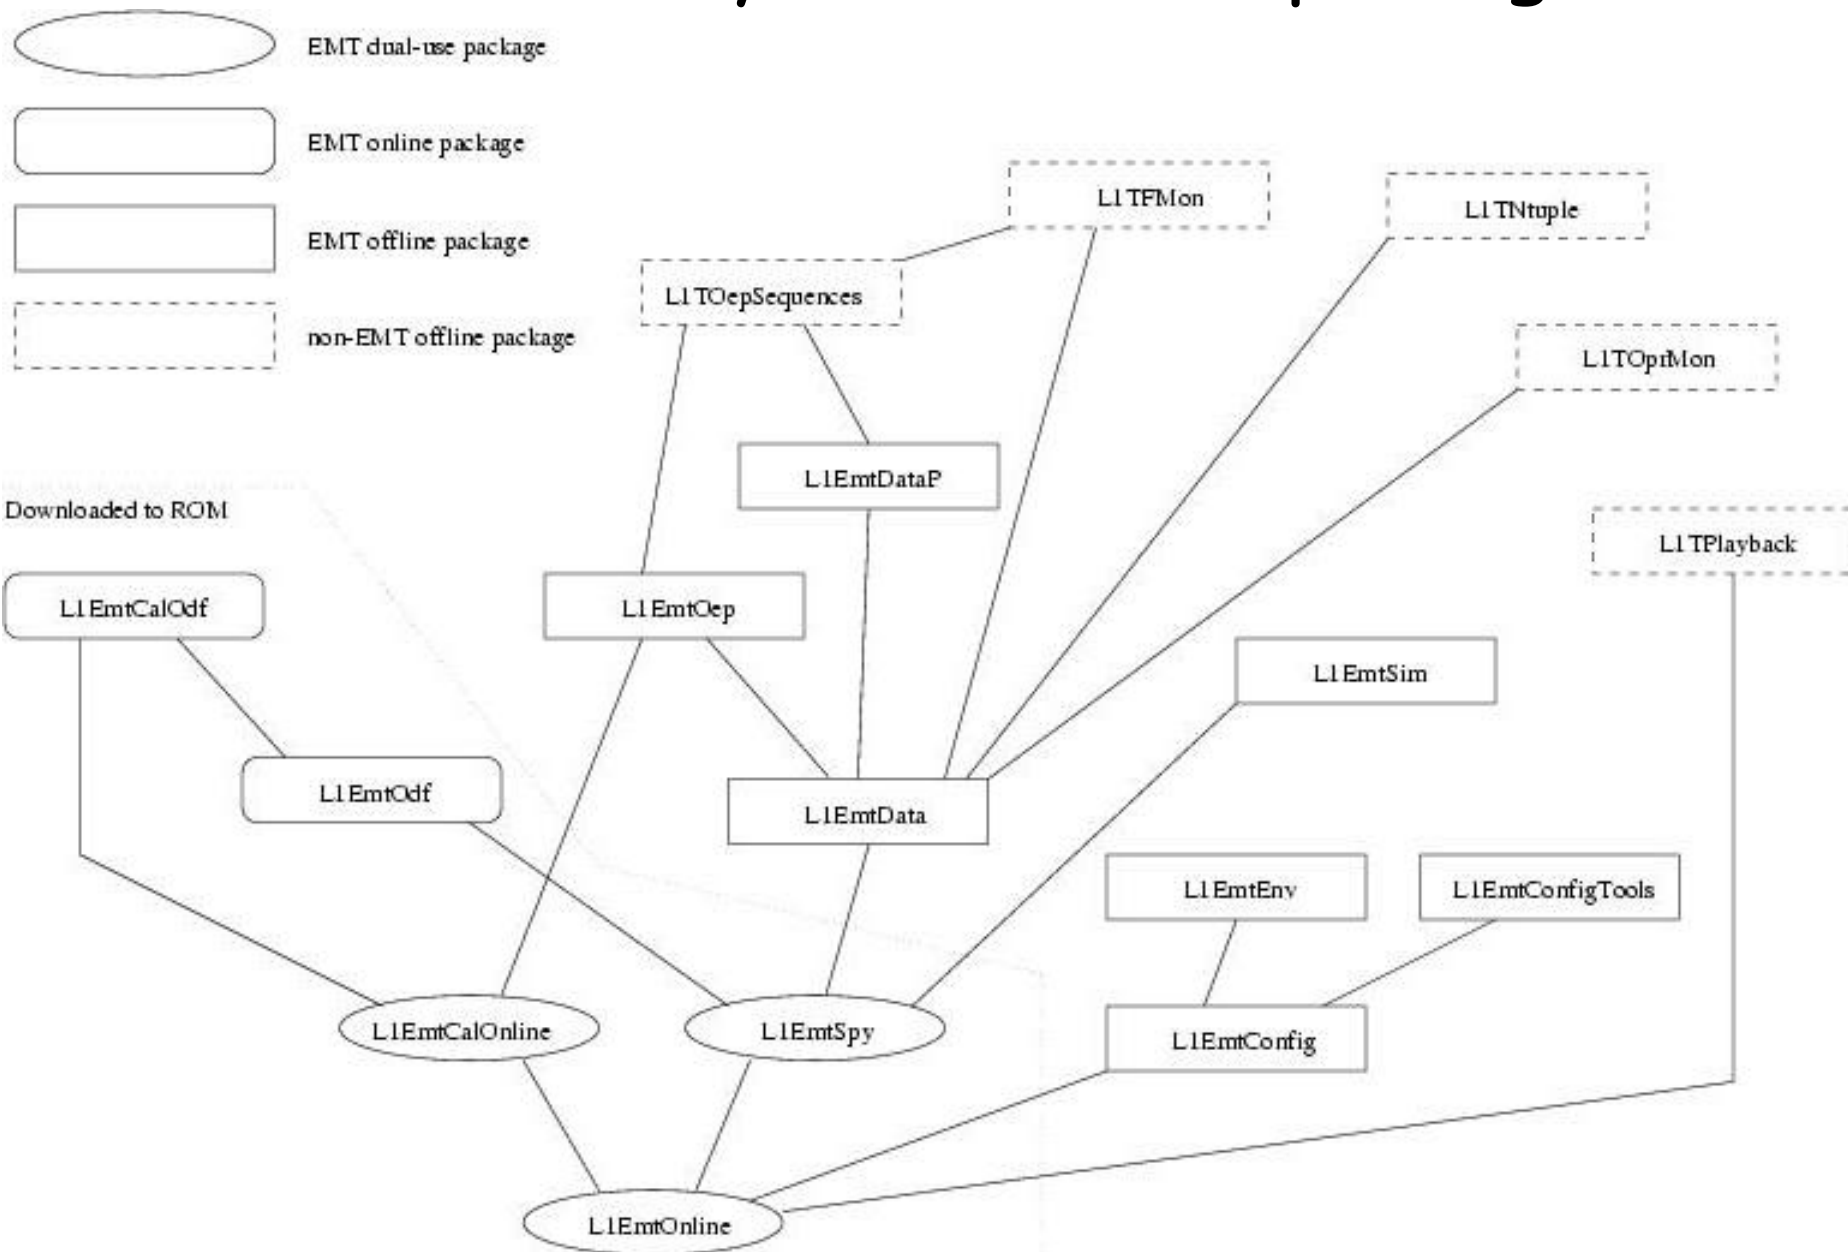 EMT dual-use package
EMT online package
EMT offline package
non-EMT offline package
L1TFMon
L1TNtuple
L1TOepSequences
L1TOprMon
L1EmtDataP
Downloaded to ROM
L1TPlayback
L1EmtCalOdf
L1EmtOep
L1EmtSim
L1EmtOdf
L1EmtData
L1EmtEnv
L1EmtConfigTools
L1EmtCalOnline
L1EmtSpy
L1EmtConfig
L1EmtOnline